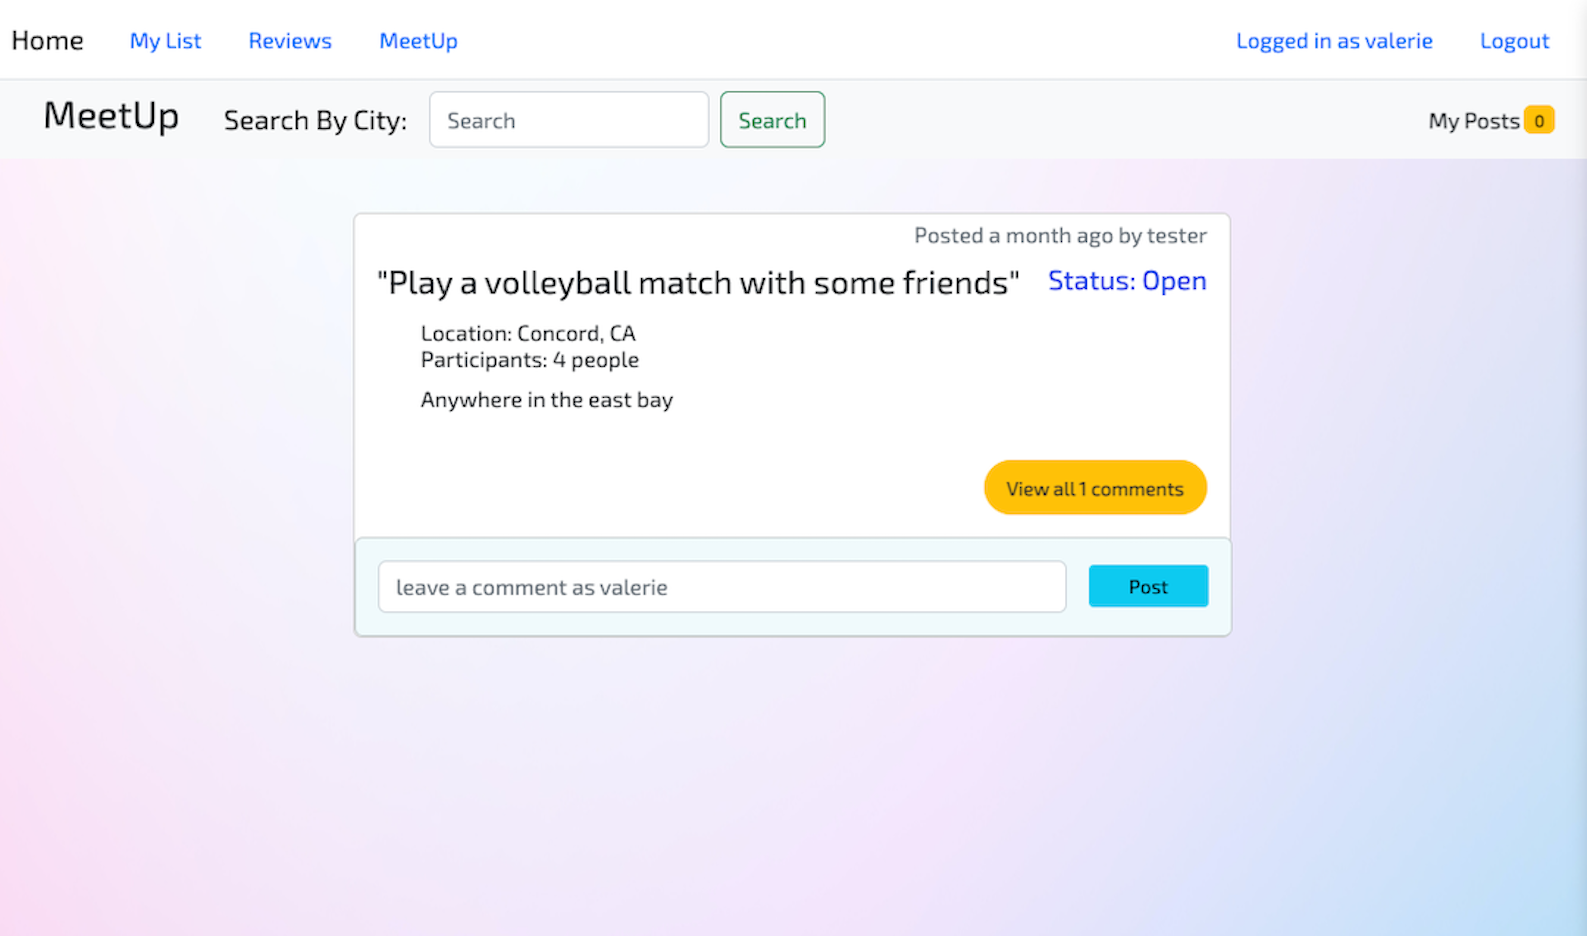 Home My List Reviews MeetUp Logged in as valerie Logout
MeetUp Search By City: Search Search My Posts 0
Posted a month ago by tester
"Play a volleyball match with some friends" Status: Open
Location: Concord, CA
Participants: 4 people
Anywhere in the east bay
View all 1 comments
leave a comment as valerie Post